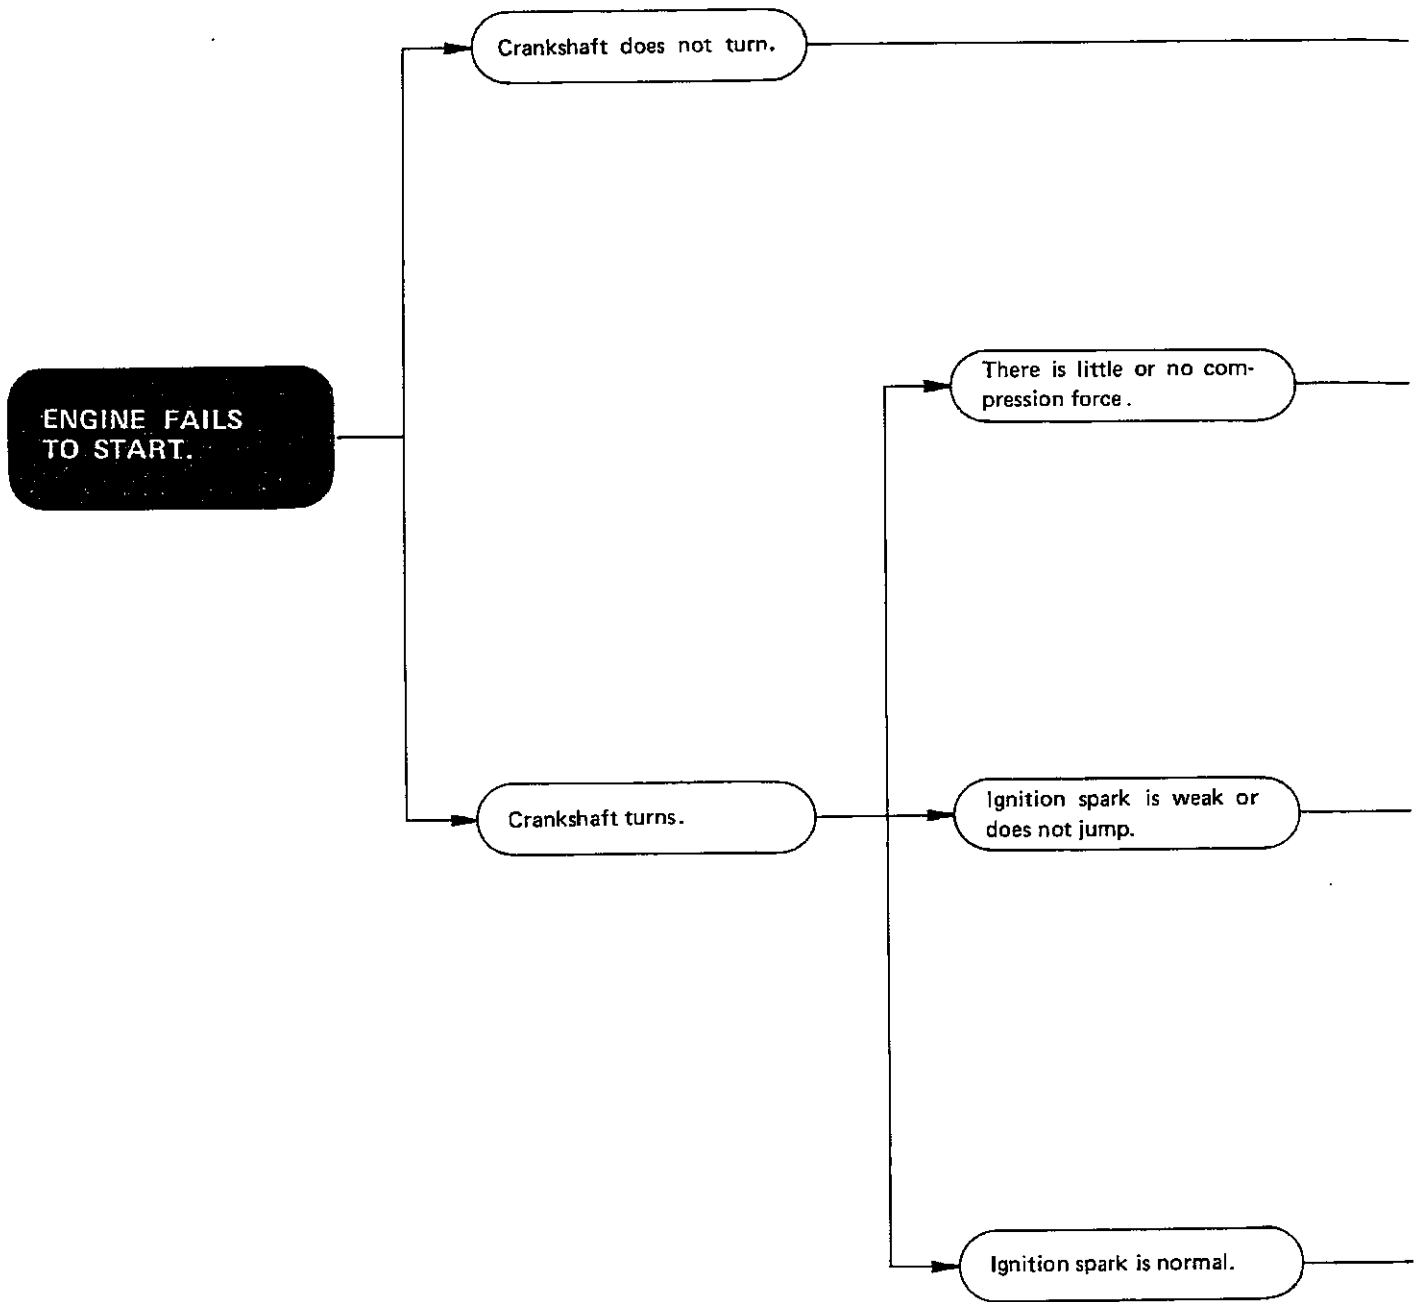 Crankshaft does not turn.
There is little or no com-
pression force.
ENGINE FAILS
TO START.
Crankshaft turns.
Ignition spark is weak or
does not jump.
Ignition spark is normal.